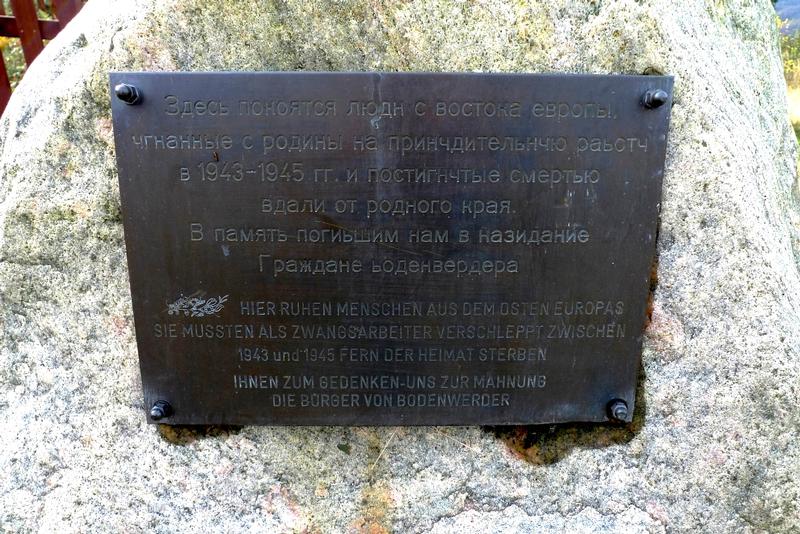 Здесь покоятся людн с востока европы,
чгнанные с родины на принчдительнчю раьотч
в 1943-1945 гг. и постигнчтые смертью
вдали от родного края.
В память погиьшим нам в назидание
Граждане ьоденвердера
HIER RUHEN MENSCHEN AUS DEM OSTEN EUROPAS
SIE MUSSTEN ALS ZWANGSARBEITER VERSCHLEPPT ZWISCHEN
1943 und 1945 FERN DER HEIMAT STERBEN
IHNEN ZUM GEDENKEN-UNS ZUR MAHNUNG
DIE BÜRGER VON BODENWERDER